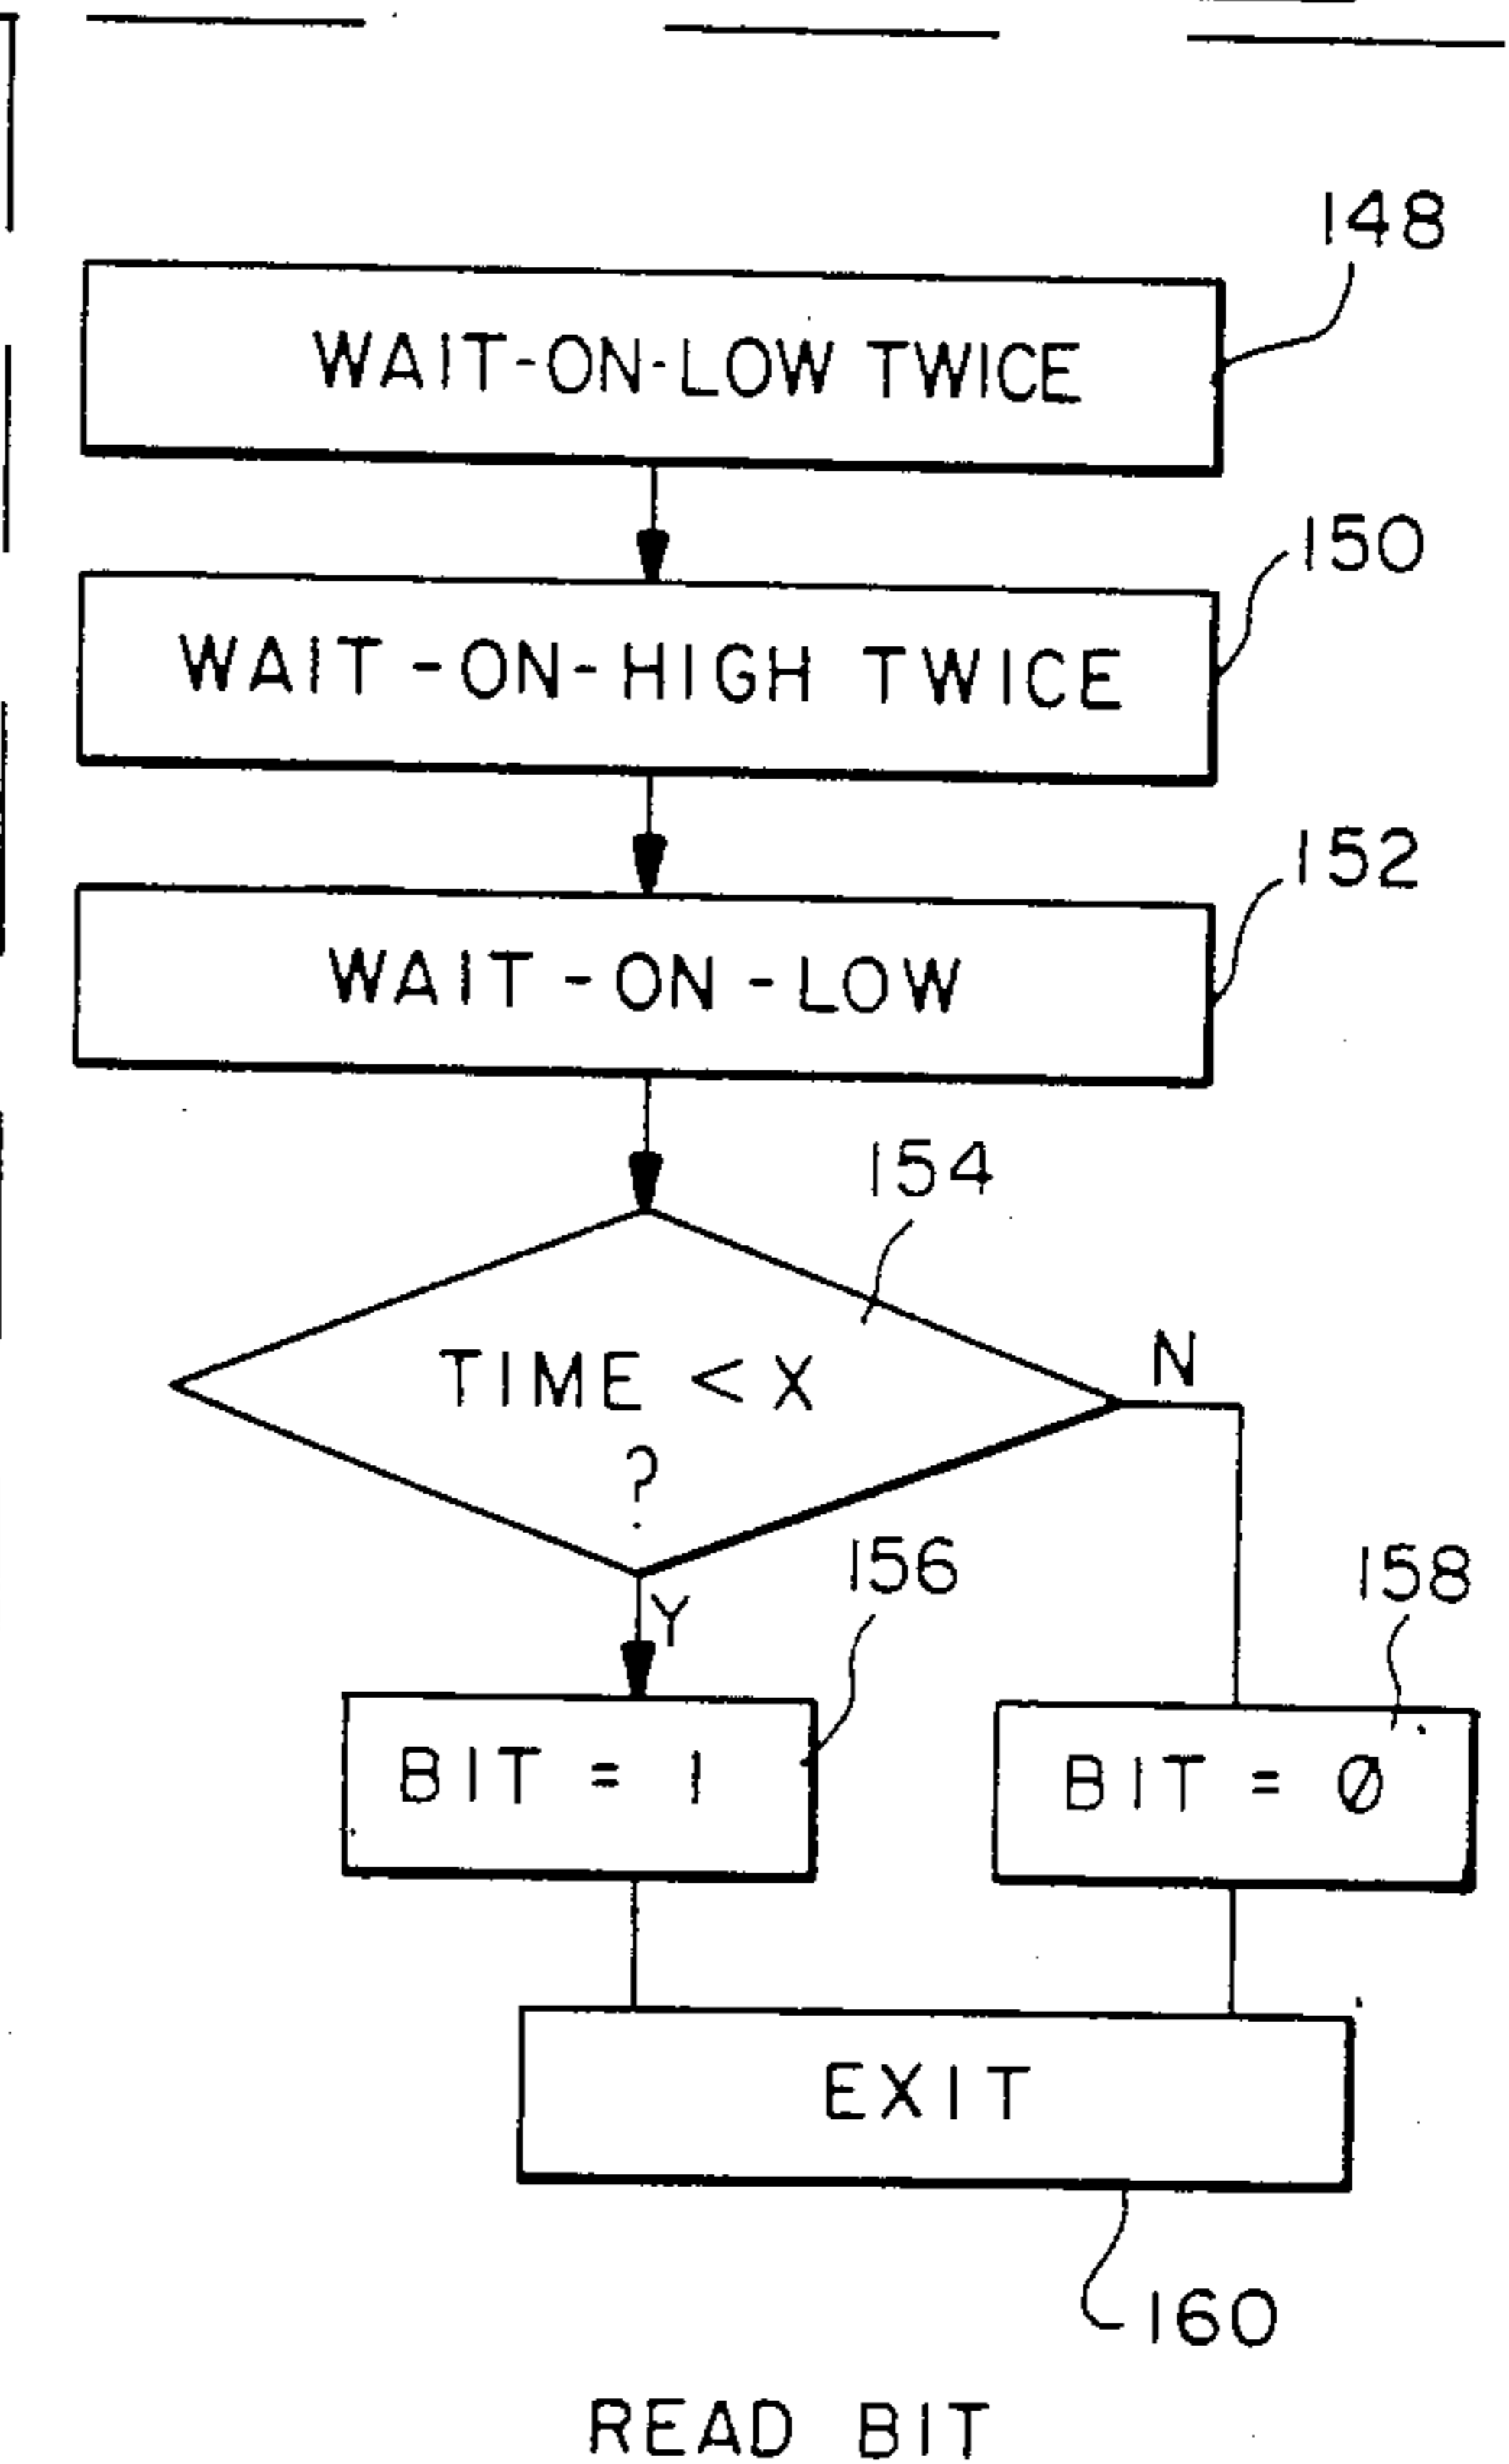 148
WAIT-ON-LOW TWICE
150
WAIT-ON-HIGH TWICE
152
WAIT-ON-LOW
154
TIME < X
?
N
Y
156
158
BIT = 1
BIT = 0
EXIT
160
READ BIT